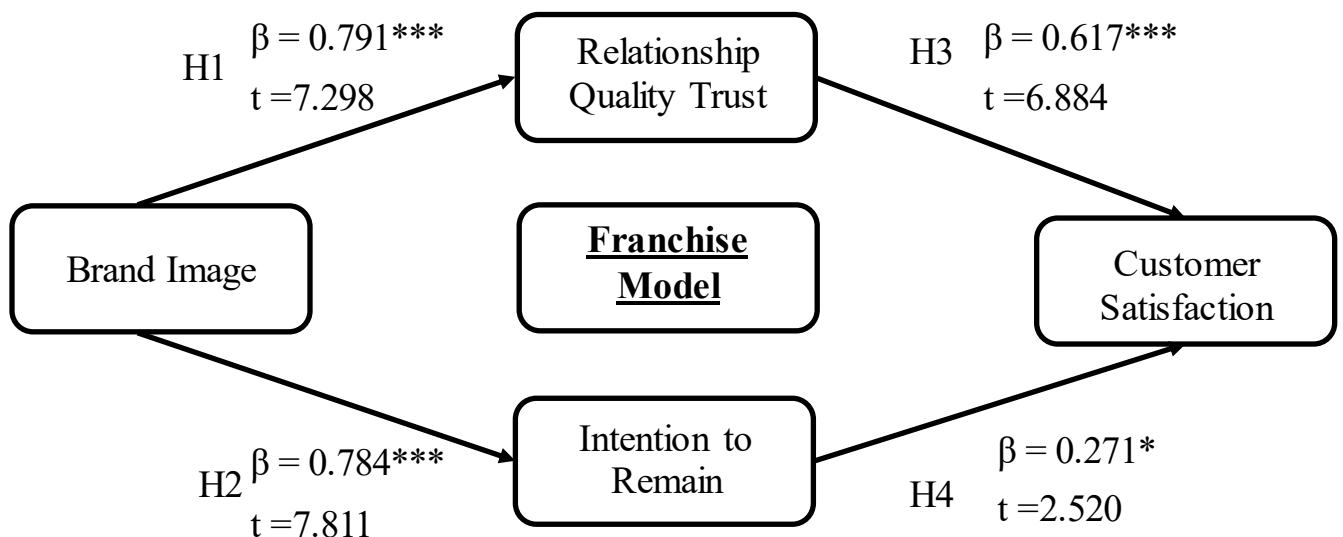 H1
β = 0.791***
t =7.298
Relationship
Quality Trust
H3
β = 0.617***
t =6.884
Brand Image
Franchise
Model
Customer
Satisfaction
H2
β = 0.784***
t =7.811
Intention to
Remain
H4
β = 0.271*
t =2.520